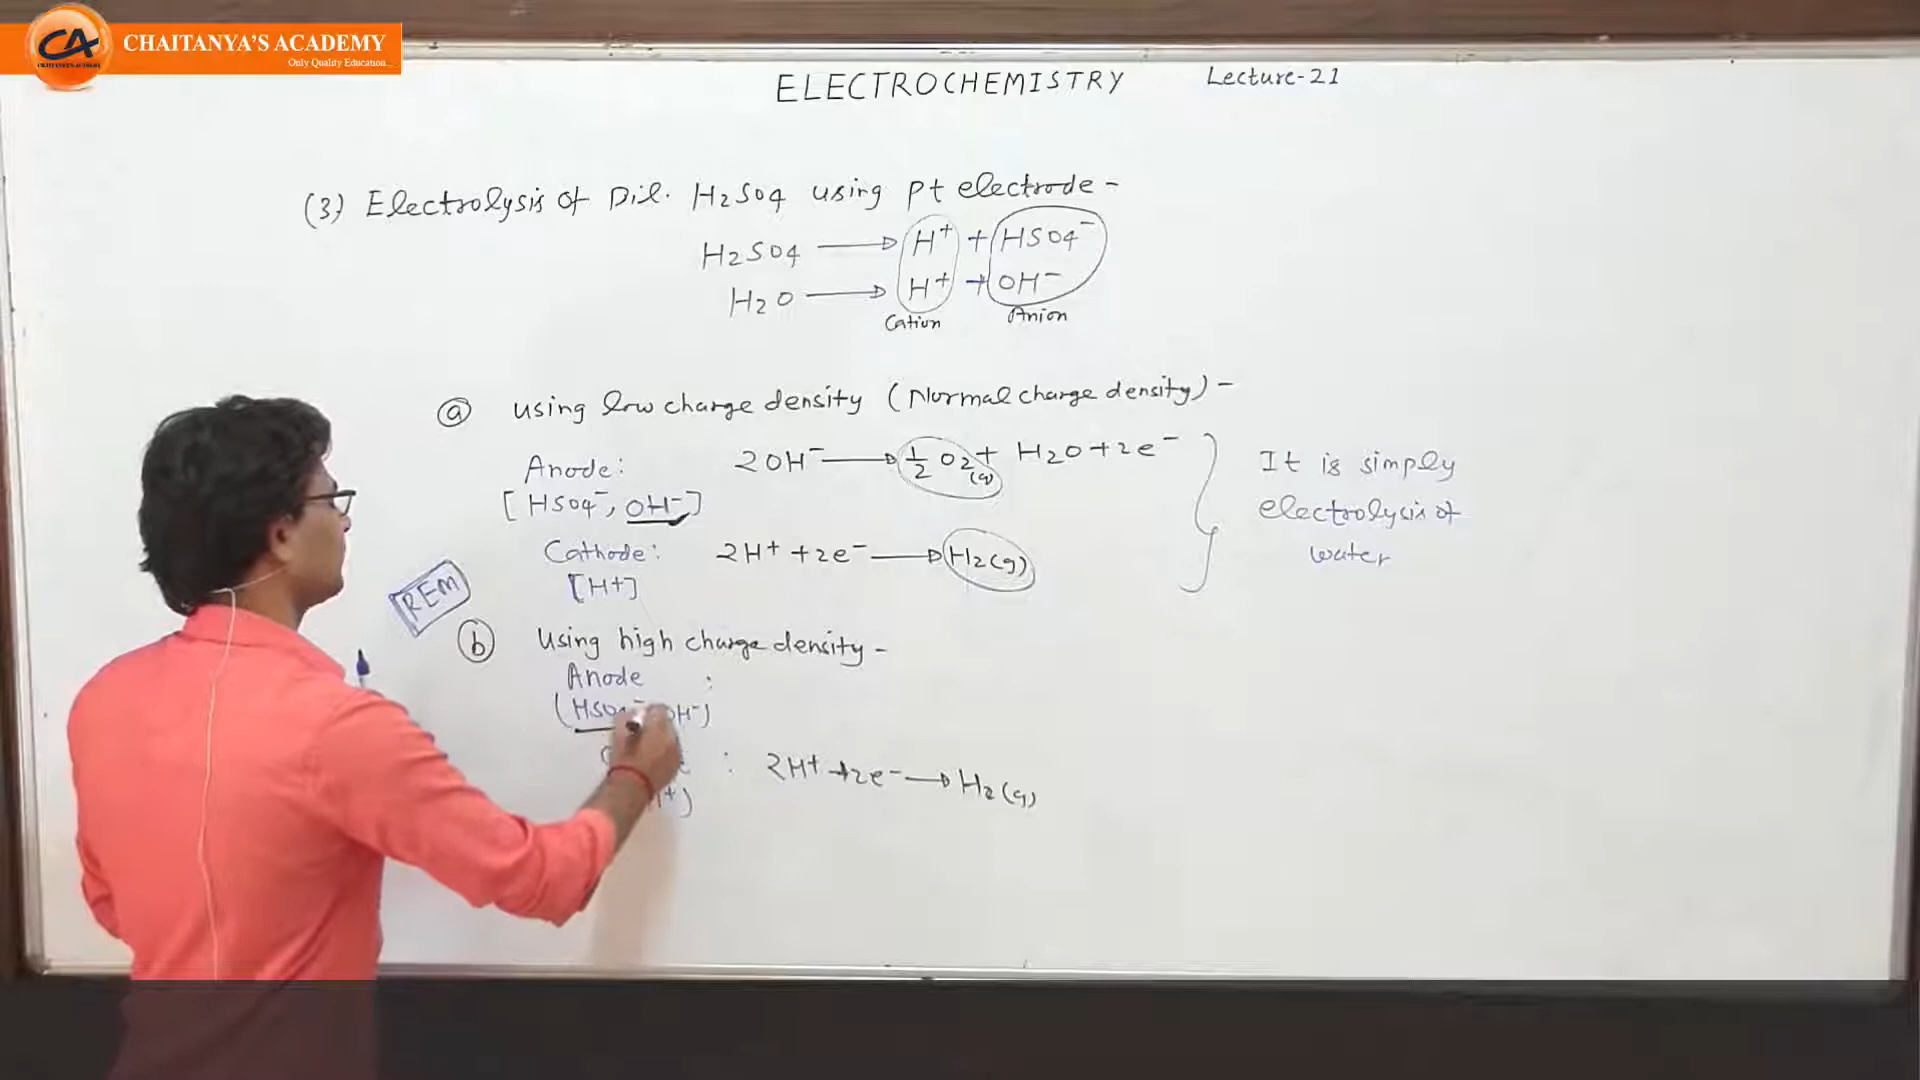 CHAITANYA'S ACADEMY
Only Quality Education...
CA
ELECTROCHEMISTRY Lecture-21
(3) Electrolysis of Dil. H2SO4 using Pt electrode -
H2SO4 → H+ + HSO4-
H2O → H+ + OH-
Cation Anion
(a) using low charge density (Normal charge density) -
Anode: 2OH- → 1/2 O2(g) + H2O + 2e-
[HSO4-, OH-]
It is simply
electrolysis of
water
Cathode: 2H+ + 2e- → H2(g)
[H+]
REM
(b) Using high charge density -
Anode :
(HSO4- OH-)
: 2H+ + 2e- → H2(g)
H+)